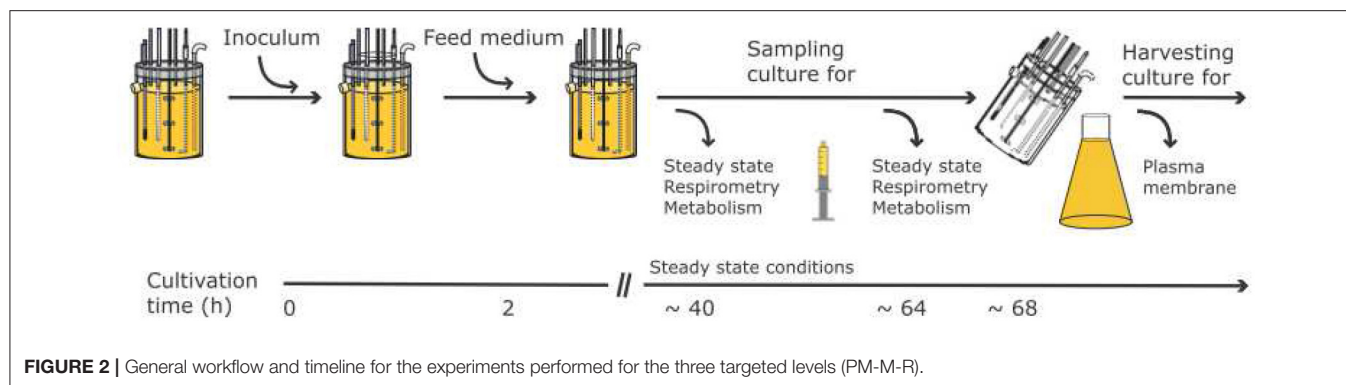 Inoculum
Feed medium
Sampling
culture for
Harvesting
culture for
Steady state
Respirometry
Metabolism
Steady state
Respirometry
Metabolism
Plasma
membrane
Steady state conditions
Cultivation
time (h)
0
2
~ 40
~ 64
~ 68
FIGURE 2 | General workflow and timeline for the experiments performed for the three targeted levels (PM-M-R).